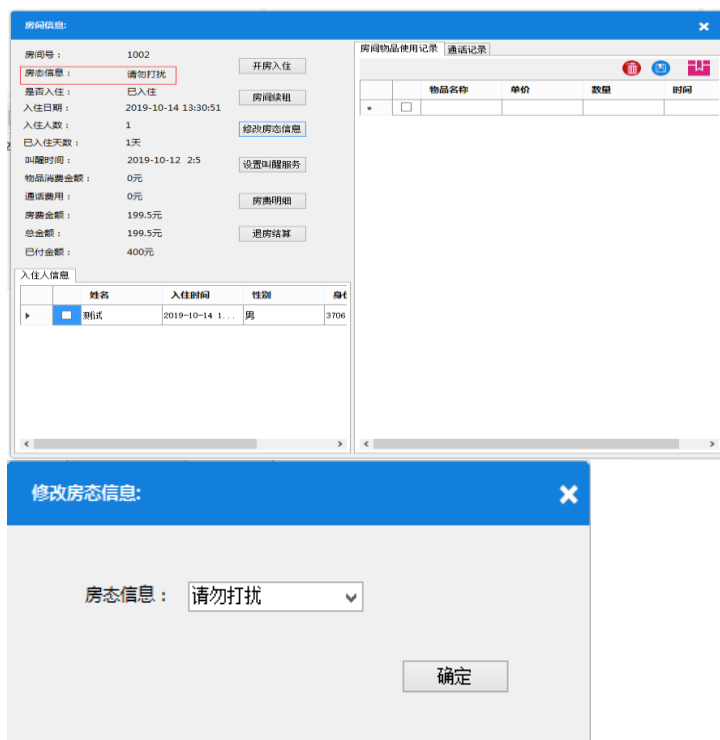 房间信息:
房间号： 1002
房态信息： 请勿打扰
是否入住： 已入住
入住日期： 2019-10-14 13:30:51
入住人数： 1
已入住天数： 1天
叫醒时间： 2019-10-12 2:5
物品消费金额： 0元
通话费用： 0元
房费金额： 199.5元
总金额： 199.5元
已付金额： 400元
开房入住
房间续租
修改房态信息
设置叫醒服务
房费明细
退房结算
房间物品使用记录 通话记录
物品名称 单价 数量 时间
入住人信息
姓名 入住时间 性别
测试 2019-10-14 1... 男 3706
修改房态信息:
房态信息： 请勿打扰
确定